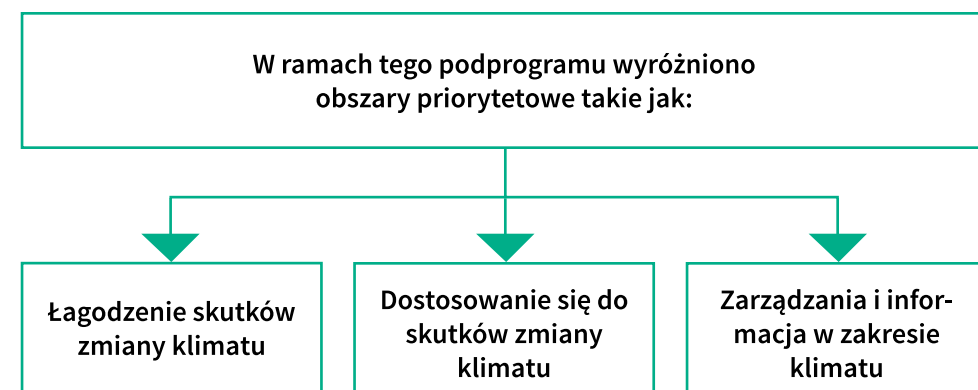 W ramach tego podprogramu wyróżniono
obszary priorytetowe takie jak:
Łagodzenie skutków
zmiany klimatu
Dostosowanie się do
skutków zmiany
klimatu
Zarządzania i infor-
macja w zakresie
klimatu